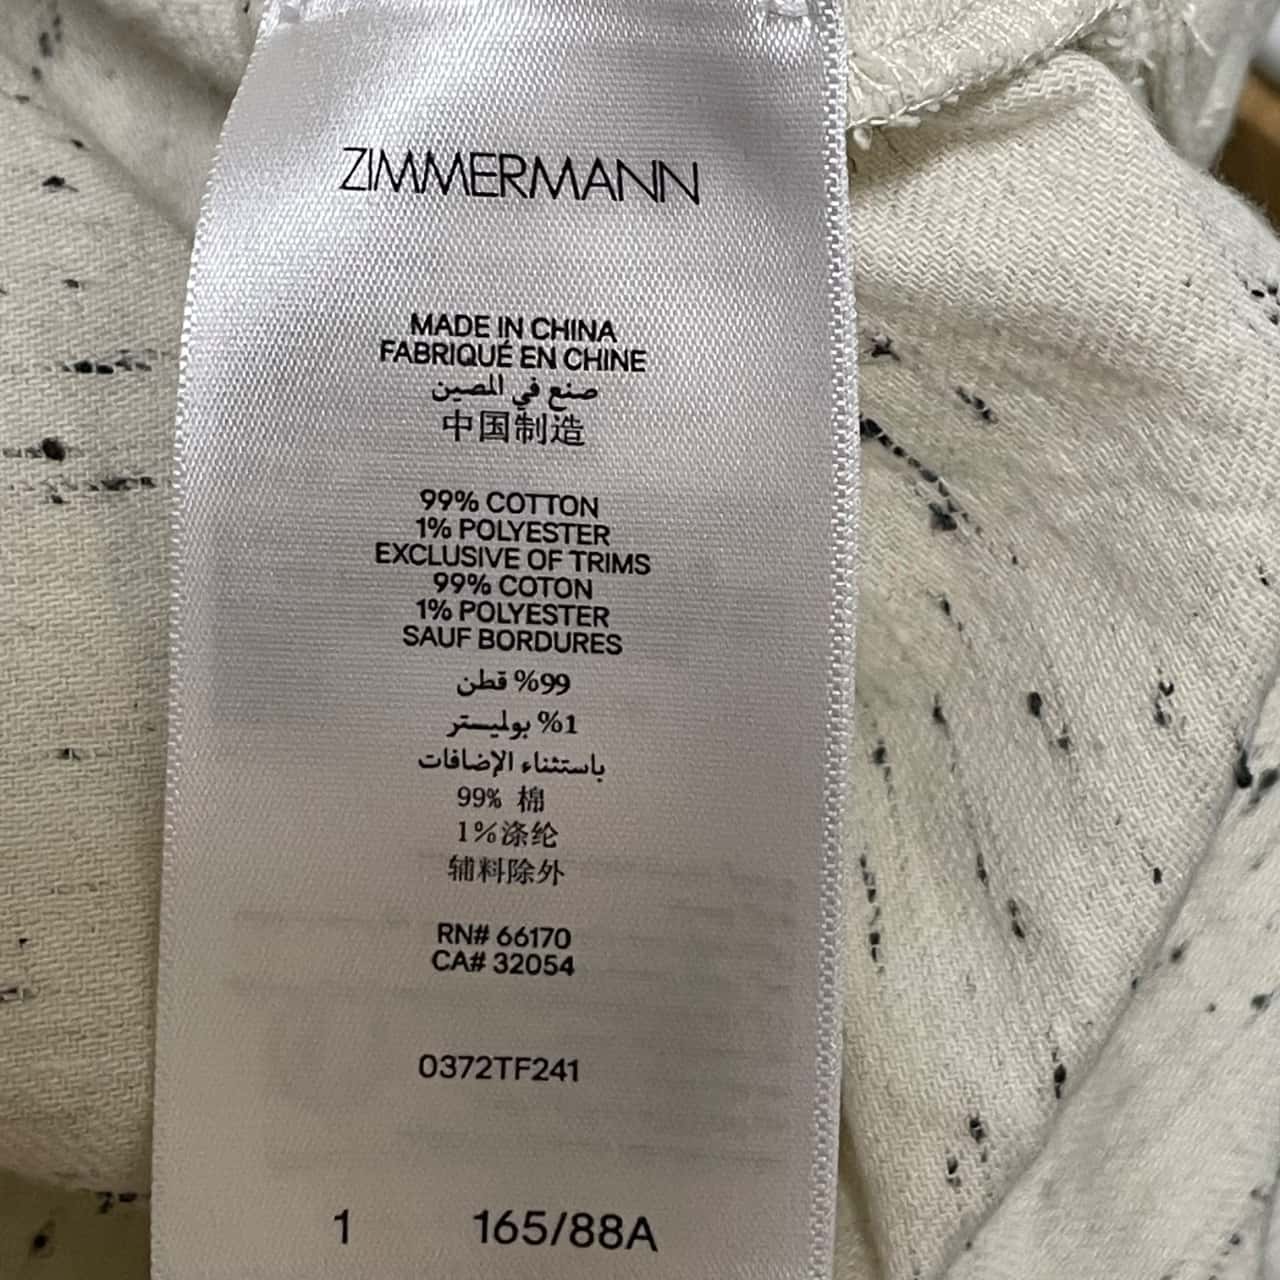 ZIMMERMANN
MADE IN CHINA
FABRIQUÉ EN CHINE
صنع في المصين
中国制造
99% COTTON
1% POLYESTER
EXCLUSIVE OF TRIMS
99% COTON
1% POLYESTER
SAUF BORDURES
99% قطن
1% بوليستر
باستثناء الإضافات
99% 棉
1%涤纶
辅料除外
RN# 66170
CA# 32054
0372TF241
1 165/88A